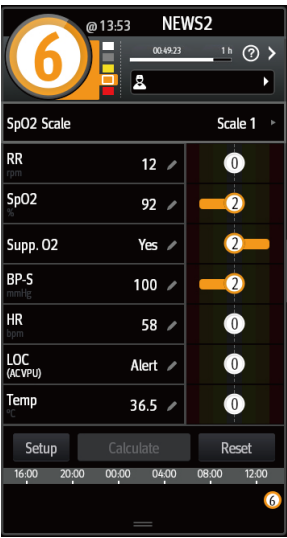 @ 13:53 NEWS2
6
00:49:23 1 h ?
SpO2 Scale Scale 1
RR 12 0
rpm
SpO2 92 2
%
Supp. O2 Yes 2
BP-S 100 2
mmHg
HR 58 0
bpm
LOC Alert 0
(ACVPU)
Temp 36.5 0
°C
Setup Calculate Reset
16:00 20:00 00:00 04:00 08:00 12:00
6